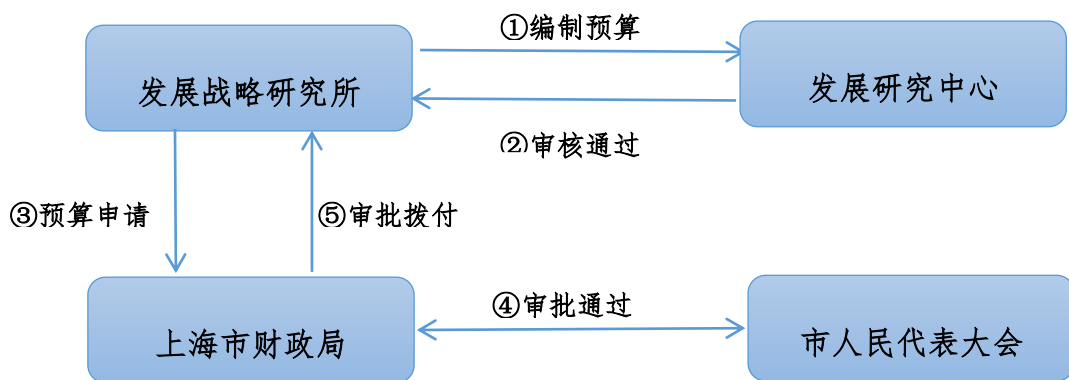 ①编制预算
发展战略研究所
发展研究中心
②审核通过
③预算申请
⑤审批拨付
④审批通过
上海市财政局
市人民代表大会